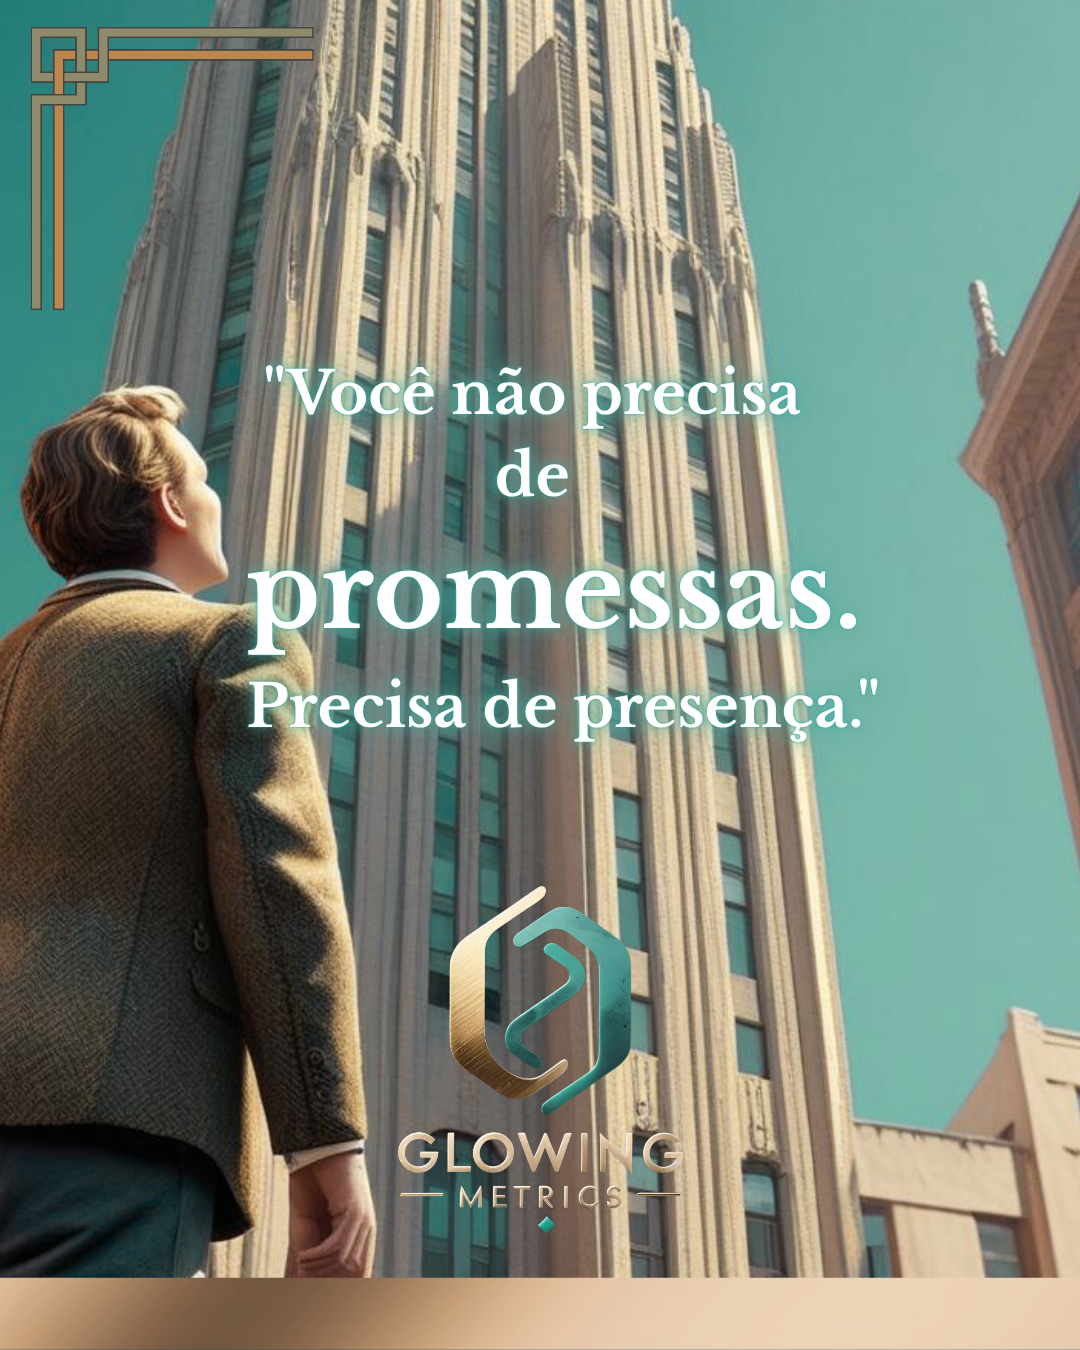 "Você não precisa
de
promessas.
Precisa de presença."
GLOWING
METRICS